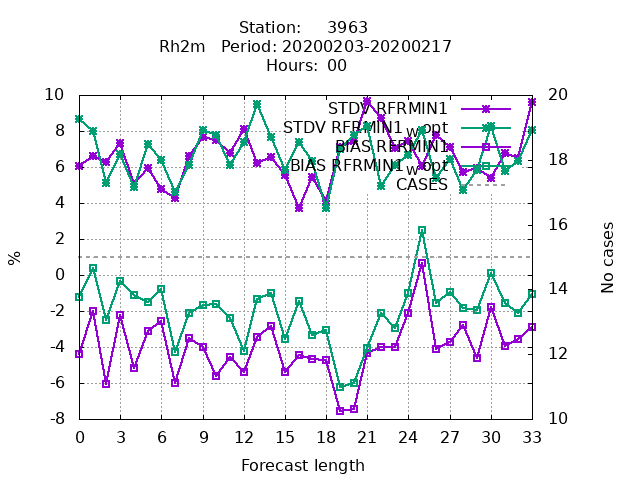 Station: 3963
Rh2m Period: 20200203-20200217
Hours: 00
10
8
6
4
2
0
-2
-4
-6
-8
%
STDV RFRMIN1
STDV RFRMIN1_w_opt
BIAS RFRMIN1
BIAS RFRMIN1_w_opt
CASES
20
18
16
14
12
10
No cases
0 3 6 9 12 15 18 21 24 27 30 33
Forecast length